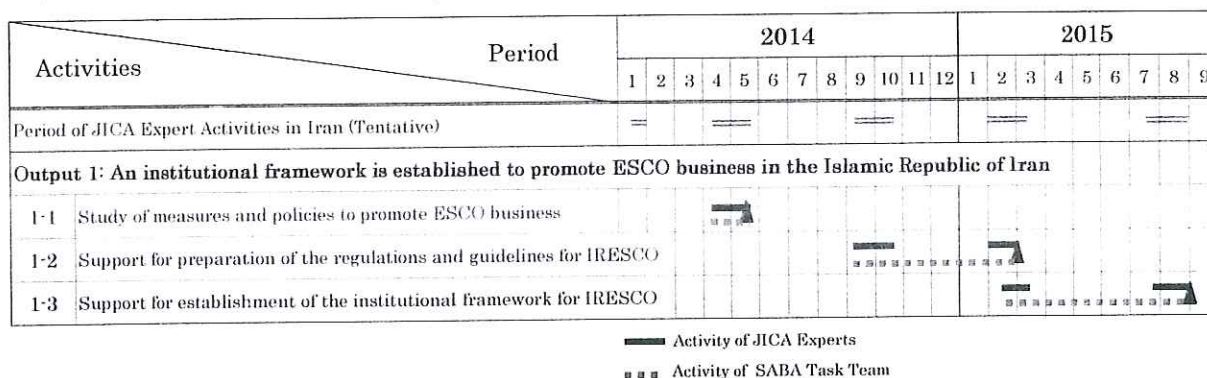 Period 2014 2015
Activities
1 2 3 4 5 6 7 8 9 10 11 12 1 2 3 4 5 6 7 8 9
Period of JICA Expert Activities in Iran (Tentative)
Output 1: An institutional framework is established to promote ESCO business in the Islamic Republic of Iran
1-1 Study of measures and policies to promote ESCO business
1-2 Support for preparation of the regulations and guidelines for IRESCO
1-3 Support for establishment of the institutional framework for IRESCO
Activity of JICA Experts
Activity of SABA Task Team